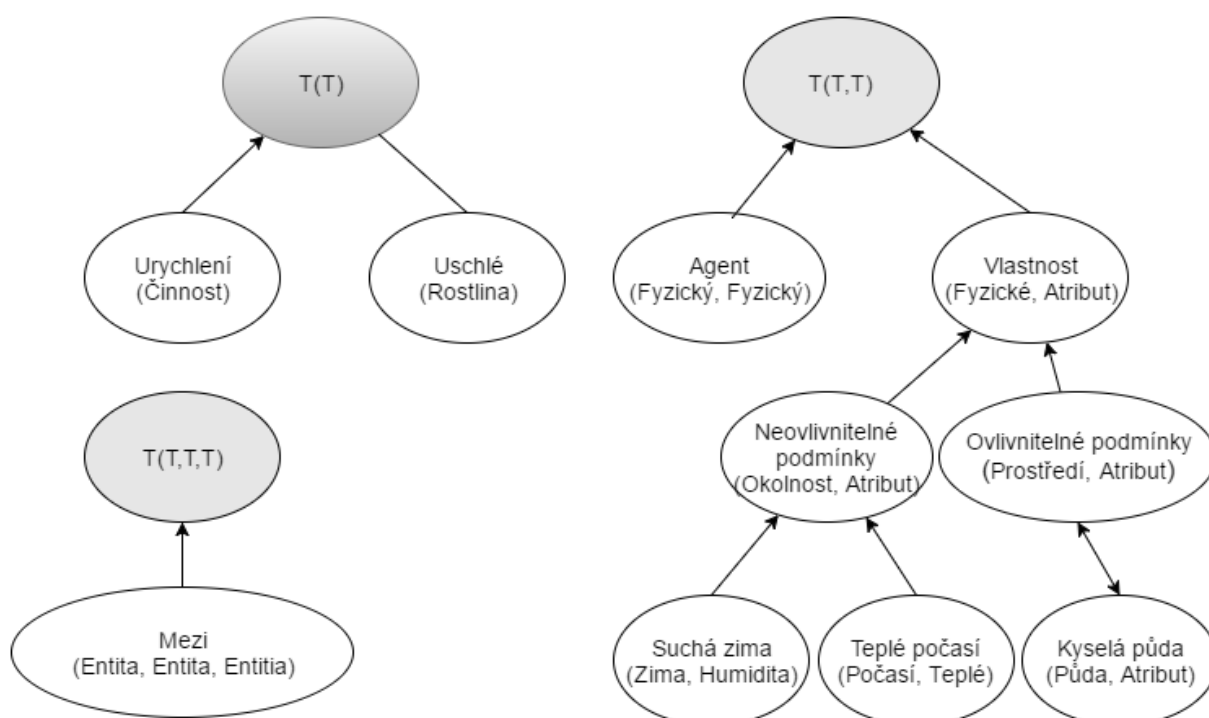 T(T)
T(T,T)
Urychlení
(Činnost)
Uschlé
(Rostlina)
Agent
(Fyzický, Fyzický)
Vlastnost
(Fyzické, Atribut)
T(T,T,T)
Neovlivnitelné
podmínky
(Okolnost, Atribut)
Ovlivnitelné podmínky
(Prostředí, Atribut)
Mezi
(Entita, Entita, Entitia)
Suchá zima
(Zima, Humidita)
Teplé počasí
(Počasí, Teplé)
Kyselá půda
(Půda, Atribut)